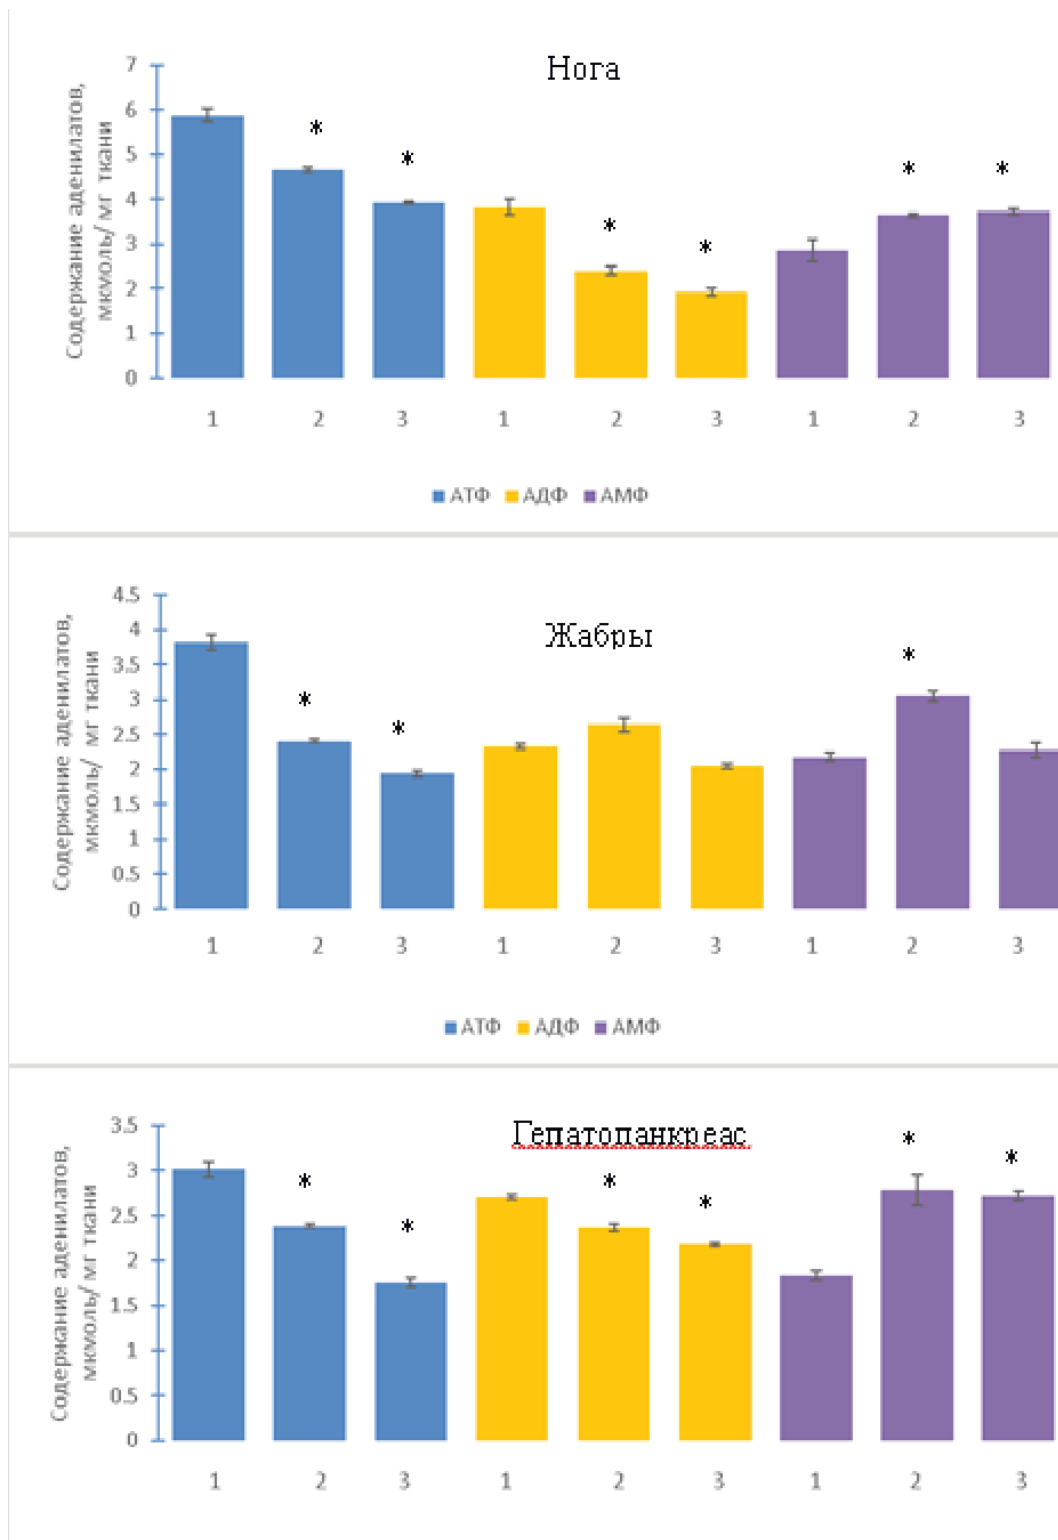 Нога
Содержание аденилатов,
мкмоль/ мг ткани
7
6
5
4
3
2
1
0
* * * * * *
1 2 3 1 2 3 1 2 3
АТФ АДФ АМФ
Жабры
Содержание аденилатов,
мкмоль/ мг ткани
4.5
4
3.5
3
2.5
2
1.5
1
0.5
0
* * *
1 2 3 1 2 3 1 2 3
АТФ АДФ АМФ
Гепатопанкреас
Содержание аденилатов,
мкмоль/ мг ткани
3.5
3
2.5
2
1.5
1
0.5
0
* * * * * *
1 2 3 1 2 3 1 2 3